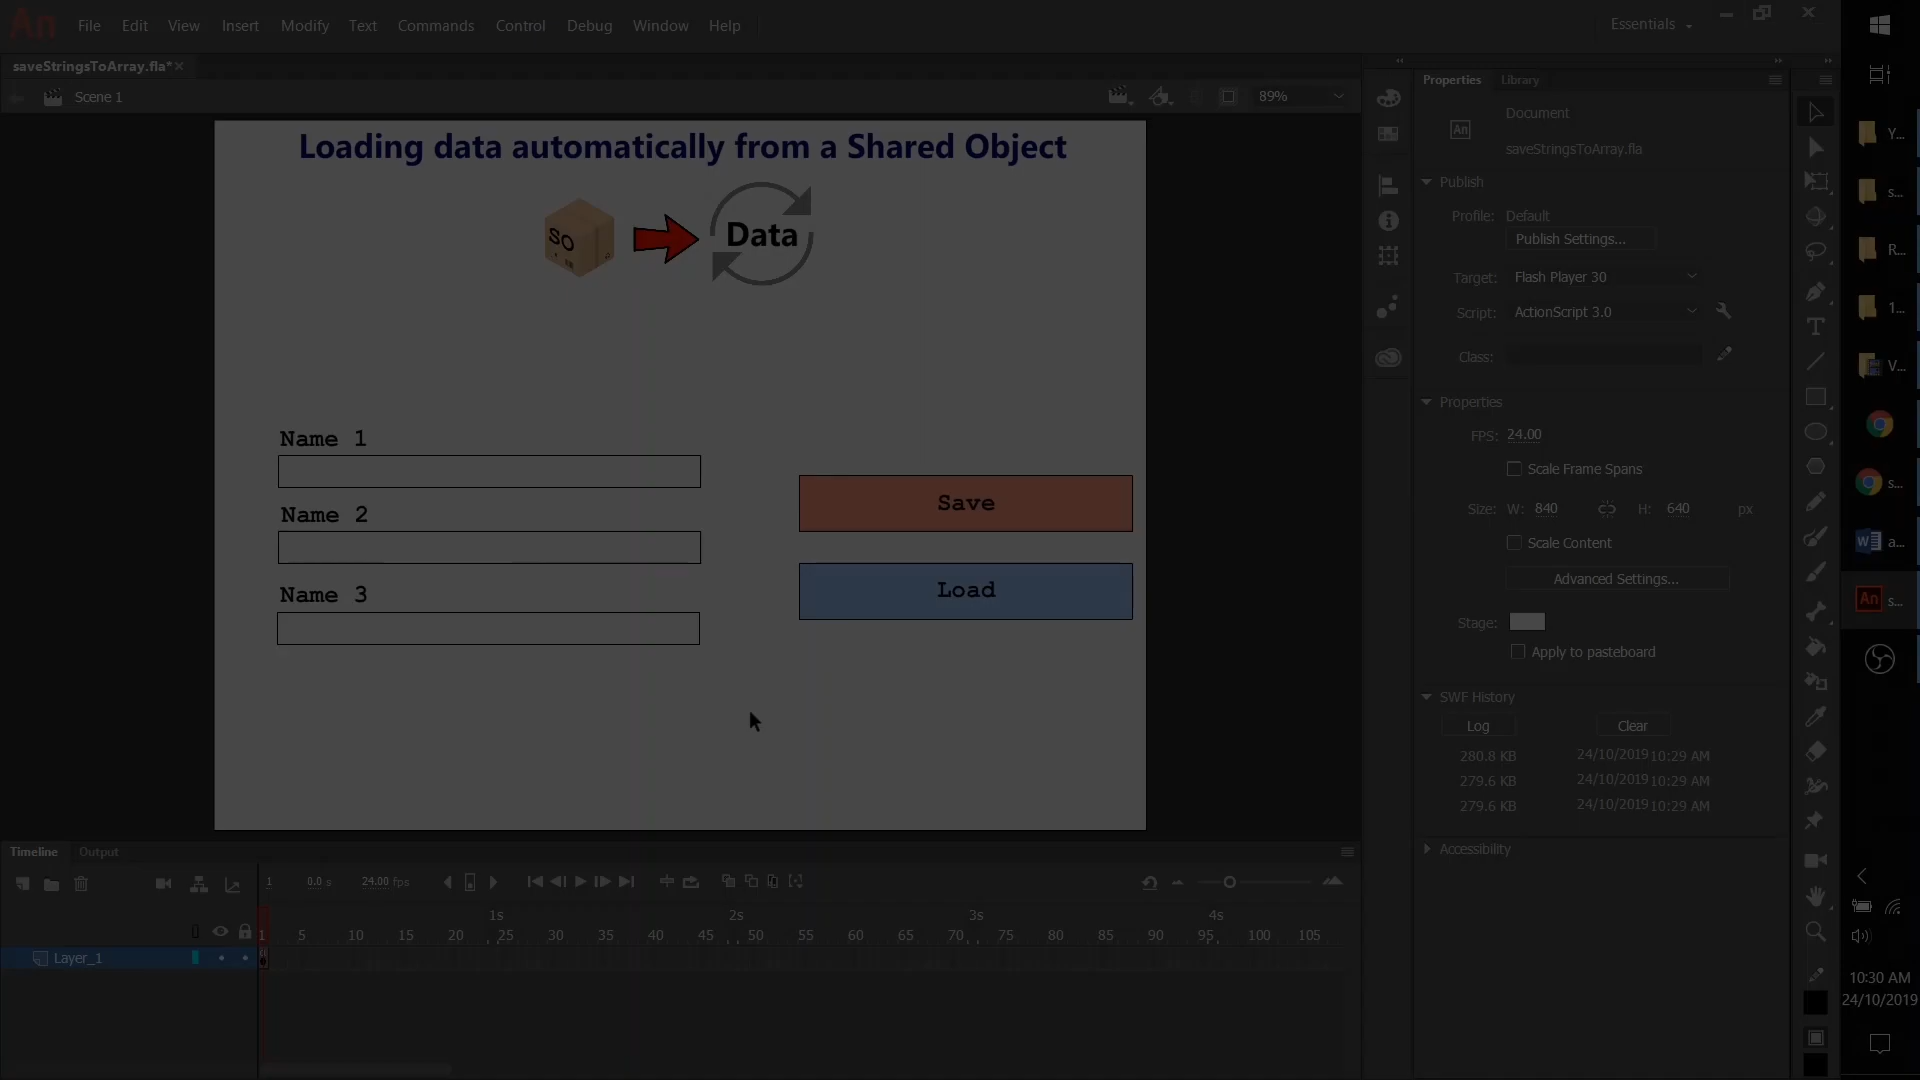 An File Edit View Insert Modify Text Commands Control Debug Window Help Essentials
saveStringsToArray.fla*
Scene 1 89%
Loading data automatically from a Shared Object
SO Data
Name 1
Name 2
Name 3
Save
Load
Properties Library
An Document
saveStringsToArray.fla
Publish
Profile: Default
Publish Settings...
Target: Flash Player 30
Script: ActionScript 3.0
Class:
Properties
FPS: 24.00
Scale Frame Spans
Size: W: 840 H: 640 px
Scale Content
Advanced Settings...
Stage:
Apply to pasteboard
SWF History
Log Clear
280.8 KB 24/10/2019 10:29 AM
279.6 KB 24/10/2019 10:29 AM
279.6 KB 24/10/2019 10:29 AM
Accessibility
Timeline Output
1 0.0 s 24.00 fps
1s 2s 3s 4s
1 5 10 15 20 25 30 35 40 45 50 55 60 65 70 75 80 85 90 95 100 105
Layer_1
Y...
s...
R...
1...
V...
s...
W a...
An s...
10:30 AM
24/10/2019